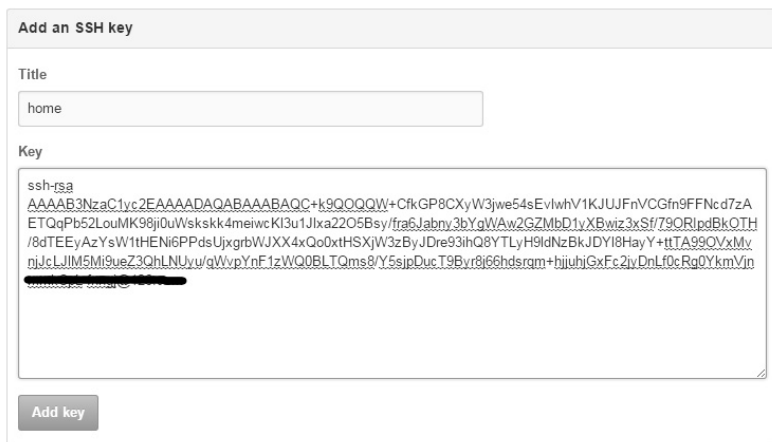 Add an SSH key
Title
home
Key
ssh-rsa
AAAAB3NzaC1yc2EAAAADAQABAAABAQC+k9QOQQW+CfkGP8CXyW3jwe54sEvIwhV1KJUJFnVCGfn9FFNcd7zA
ETQqPb52LouMK98ji0uWskskk4meiwcKI3u1JIxa22O5Bsy/fra6Jabny3bYgWAw2GZMbD1yXBwiz3xSf/79ORIpdBkOTH
/8dTEEyAzYsW1tHENi6PPdsUjxgrbWJXX4xQo0xtHSXjW3zByJDre93ihQ8YTLyH9IdNzBkJDYI8HayY+ttTA99OVxMv
njJcLJIM5Mi9ueZ3QhLNUyu/qWvpYnF1zWQ0BLTQms8/Y5sjpDucT9Byr8j66hdsrqm+hjjuhjGxFc2jyDnLf0cRg0YkmVjn
Add key